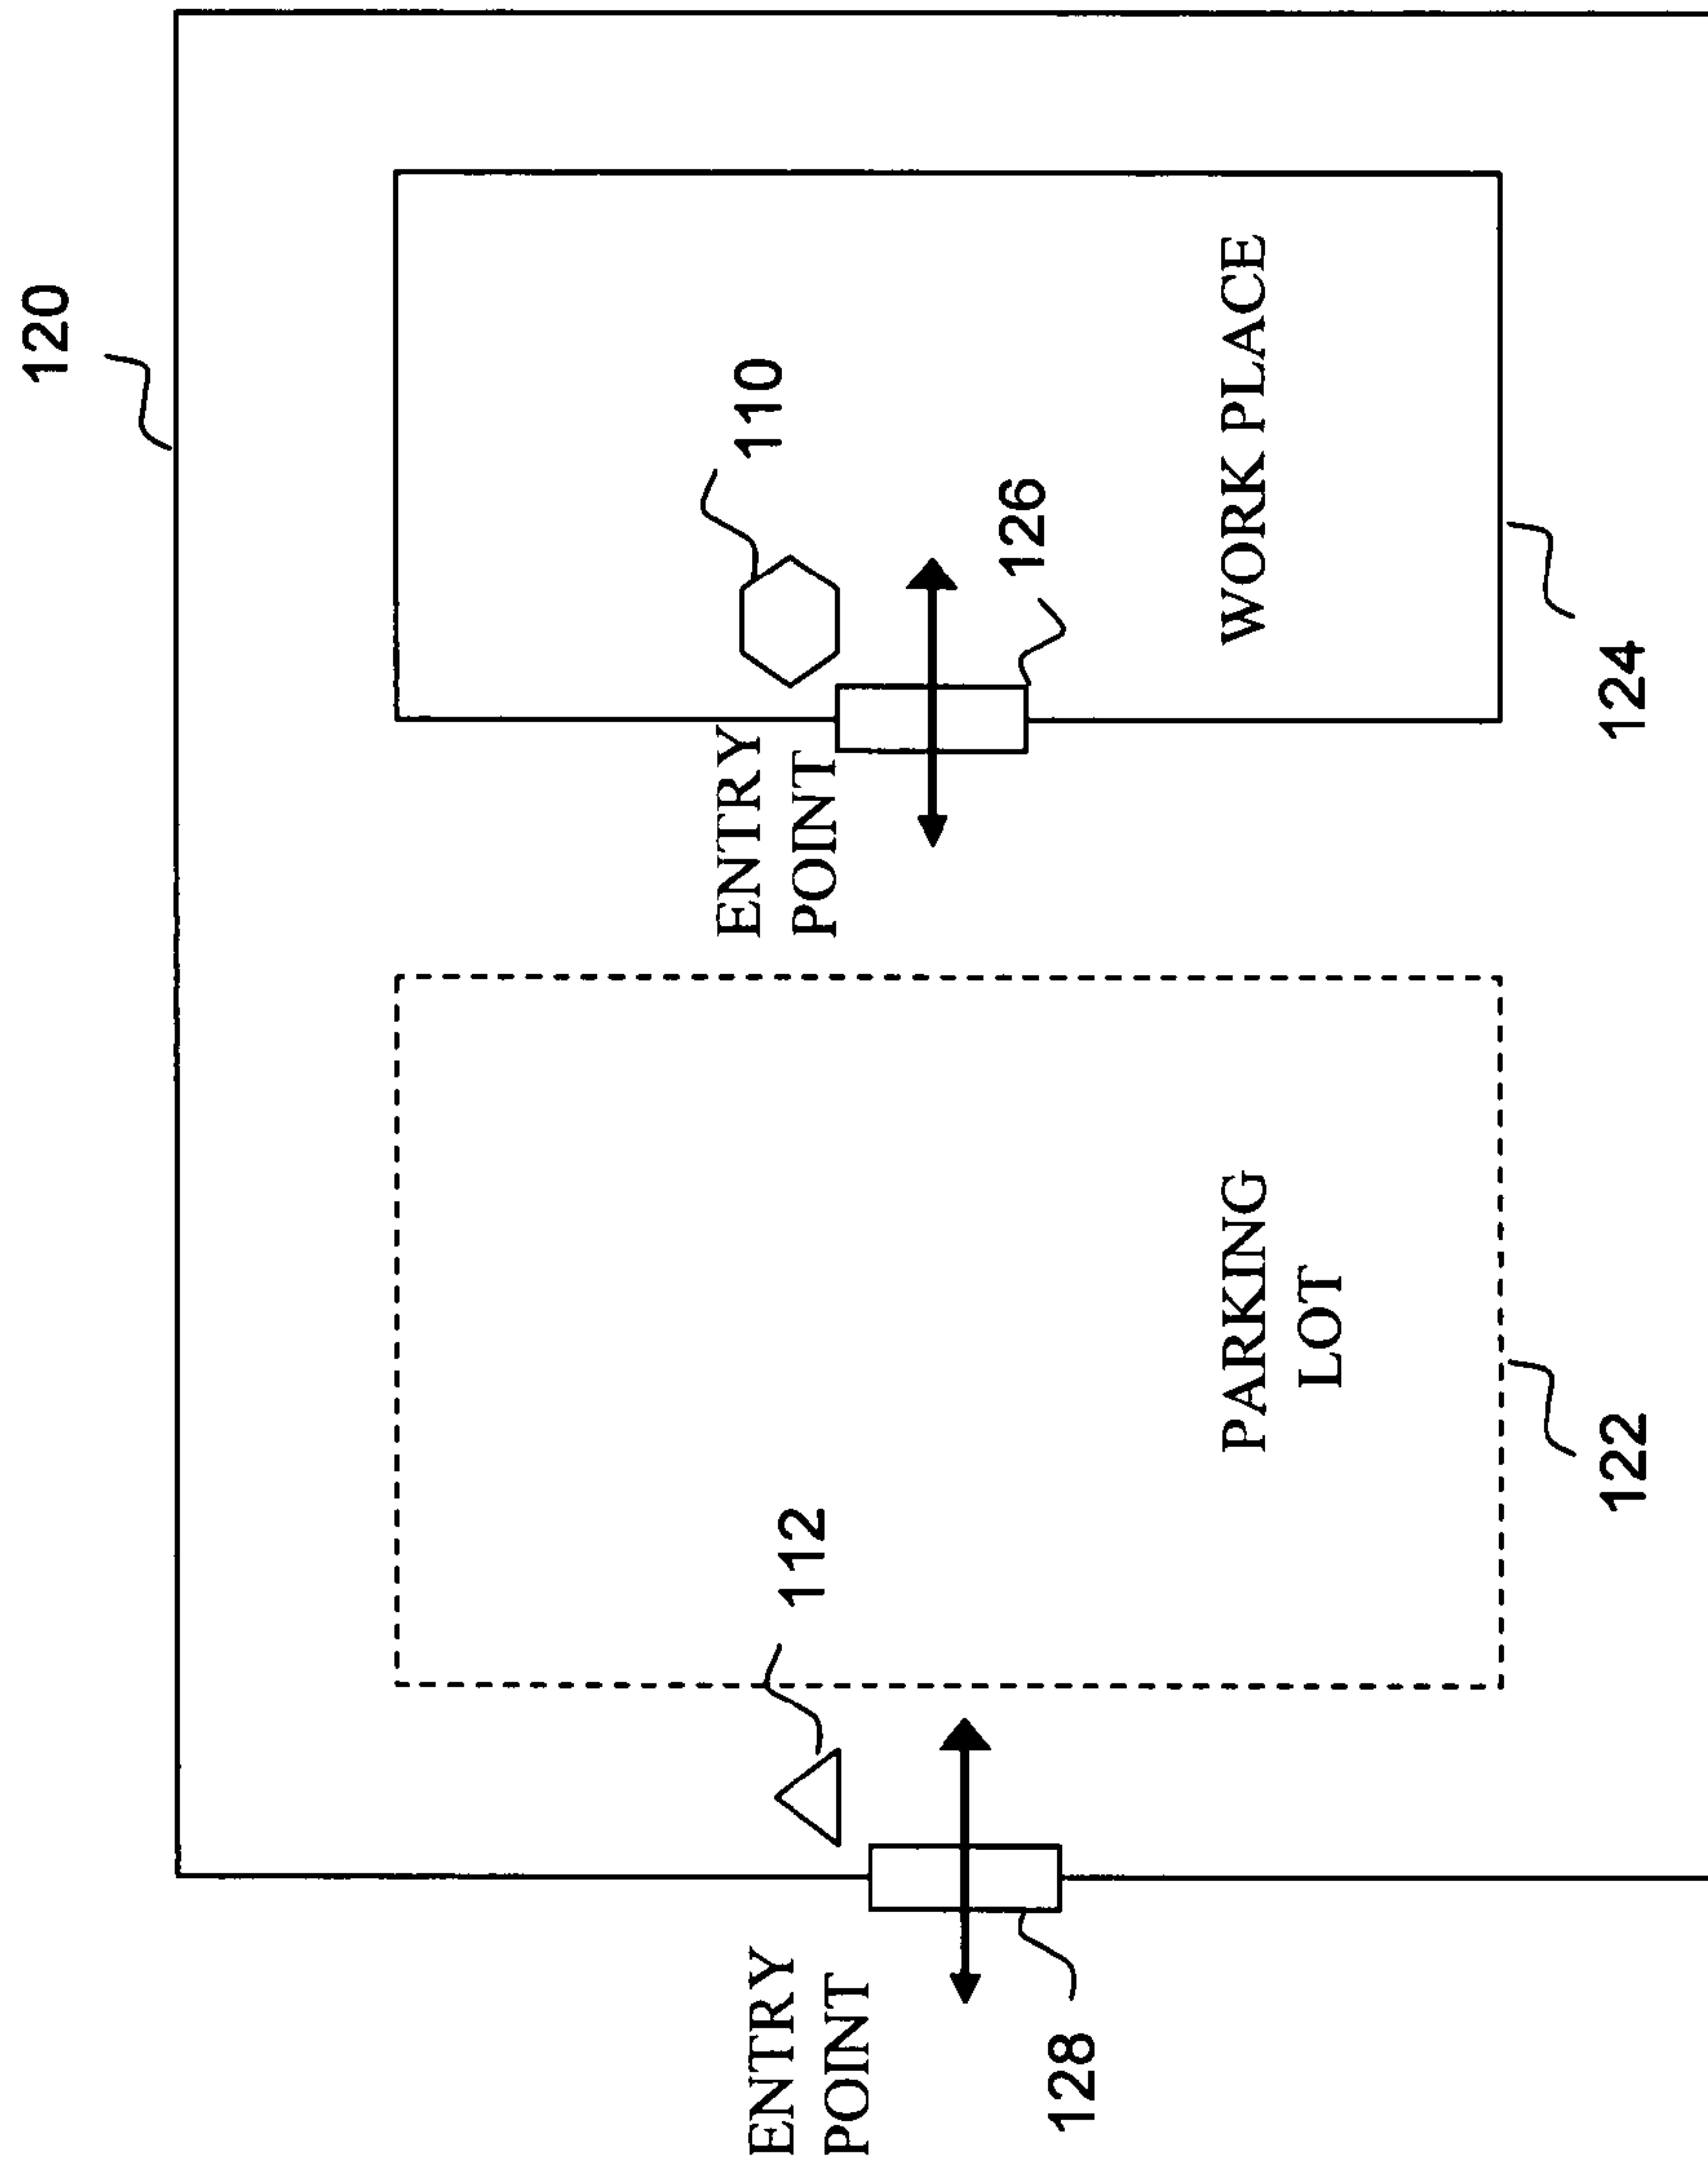 120
110
126
ENTRY
POINT
WORK PLACE
124
112
PARKING
LOT
122
ENTRY
POINT
128